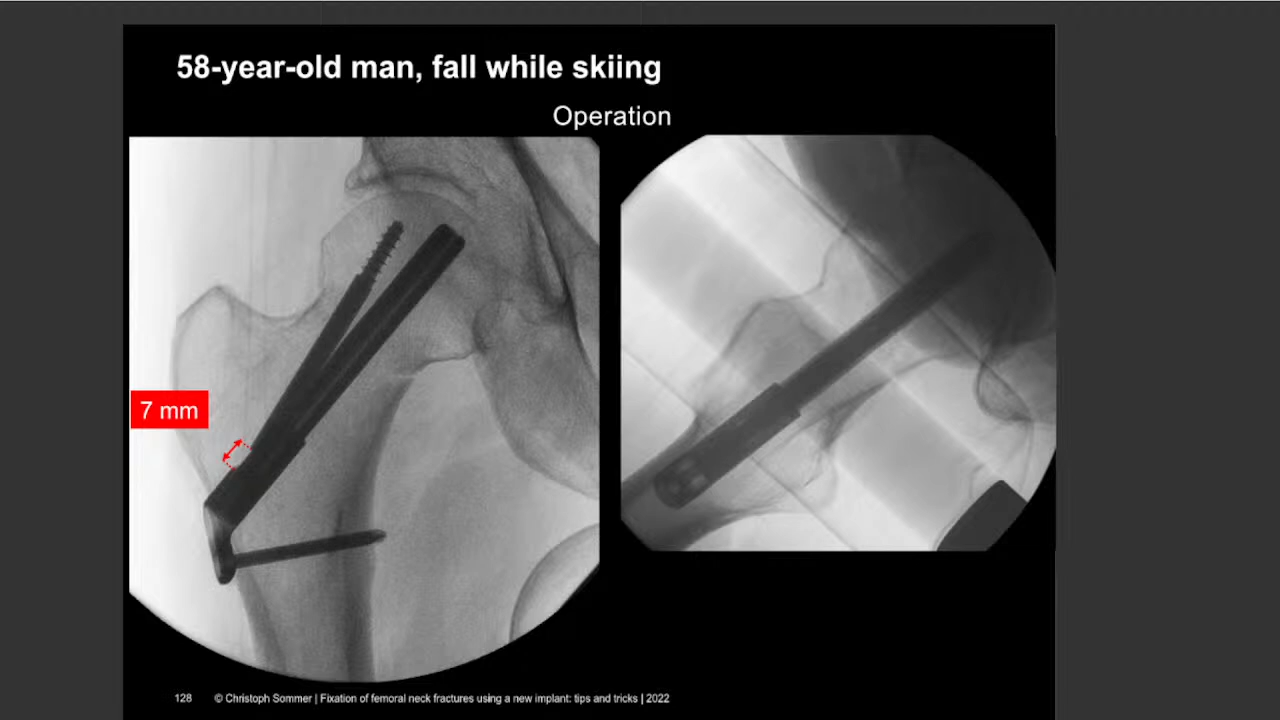 58-year-old man, fall while skiing
Operation
7 mm
128 © Christoph Sommer | Fixation of femoral neck fractures using a new implant: tips and tricks | 2022